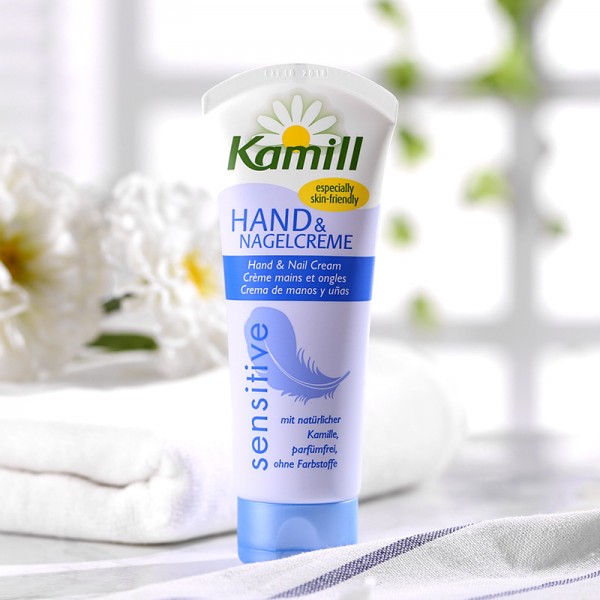 Kamill
especially
skin-friendly
HAND &
NAGELCREME
Hand & Nail Cream
Crème mains et ongles
Crema de manos y uñas
sensitive
mit natürlicher
Kamille,
parfümfrei,
ohne Farbstoffe